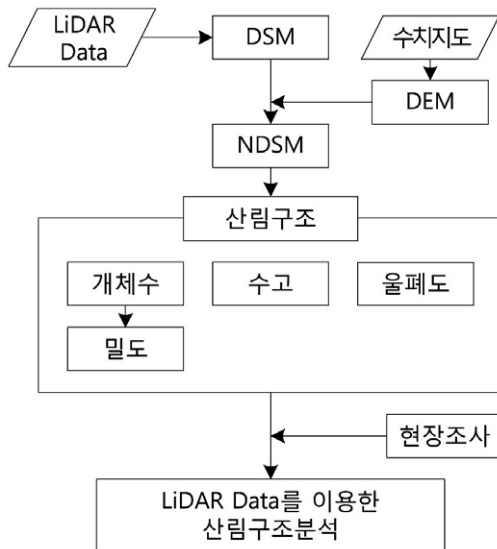 LiDAR
Data
DSM
수치지도
DEM
NDSM
산림구조
개체수
수고
울폐도
밀도
현장조사
LiDAR Data를 이용한
산림구조분석